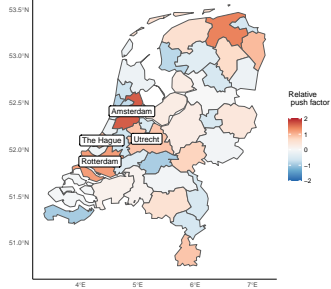 53.5°N
53.0°N
52.5°N
52.0°N
51.5°N
51.0°N
Amsterdam
The Hague
Utrecht
Rotterdam
4°E
5°E
6°E
7°E
Relative
push factor
2
1
0
−1
−2